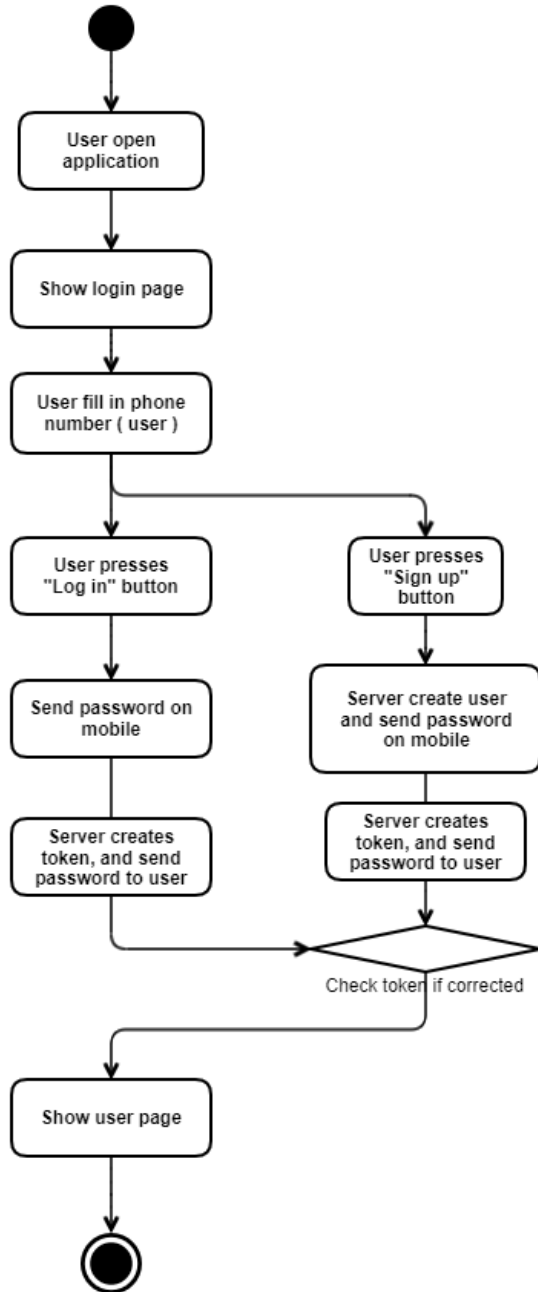 User open
application
Show login page
User fill in phone
number ( user )
User presses
"Log in" button
User presses
"Sign up"
button
Send password on
mobile
Server create user
and send password
on mobile
Server creates
token, and send
password to user
Server creates
token, and send
password to user
Check token if corrected
Show user page